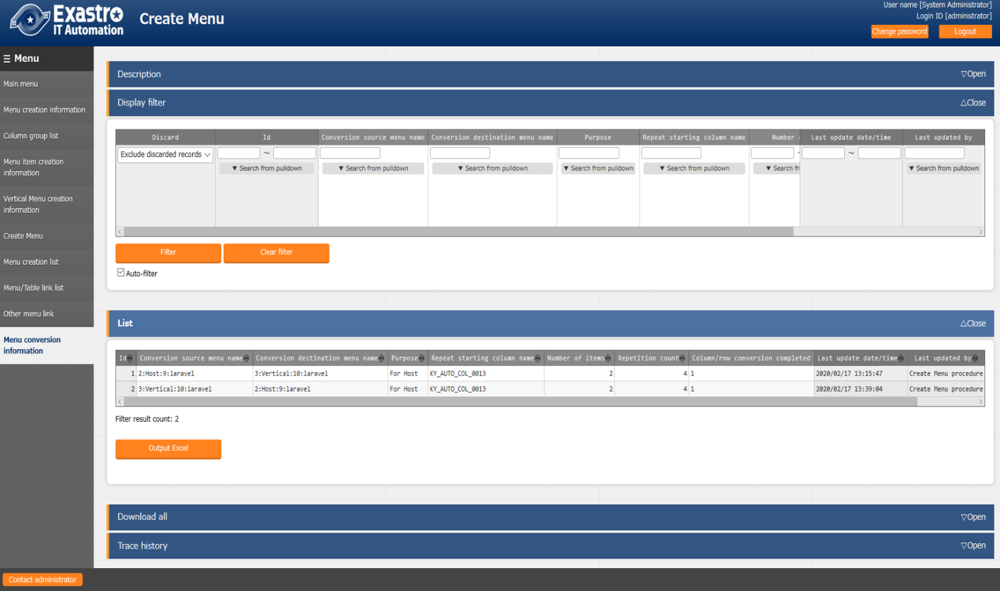 Exastro
IT Automation
Create Menu
User name [System Administrator]
Login ID [administrator]
Change password
Logout
☰ Menu
Main menu
Menu creation information
Column group list
Menu item creation
information
Vertical Menu creation
information
Create Menu
Menu creation list
Menu/Table link list
Other menu link
Menu conversion
information
Description ▽Open
Display filter △Close
Discard Id Conversion source menu name Conversion destination menu name Purpose Repeat starting column name Number Last update date/time Last updated by
Exclude discarded records ~ ~
▼ Search from pulldown ▼ Search from pulldown ▼ Search from pulldown ▼ Search from pulldown ▼ Search from pulldown ▼ Search fr ▼ Search from pulldown
Filter Clear filter
Auto-filter
List △Close
Id Conversion source menu name Conversion destination menu name Purpose Repeat starting column name Number of items Repetition count Column/row conversion completed Last update date/time Last updated by
1 2:Host:9:laravel 3:Vertical:10:laravel For Host KY_AUTO_COL_0013 2 4 1 2020/02/17 13:15:47 Create Menu procedure
2 3:Vertical:10:laravel 2:Host:9:laravel For Host KY_AUTO_COL_0013 2 4 1 2020/02/17 13:39:04 Create Menu procedure
Filter result count: 2
Output Excel
Download all ▽Open
Trace history ▽Open
Contact administrator